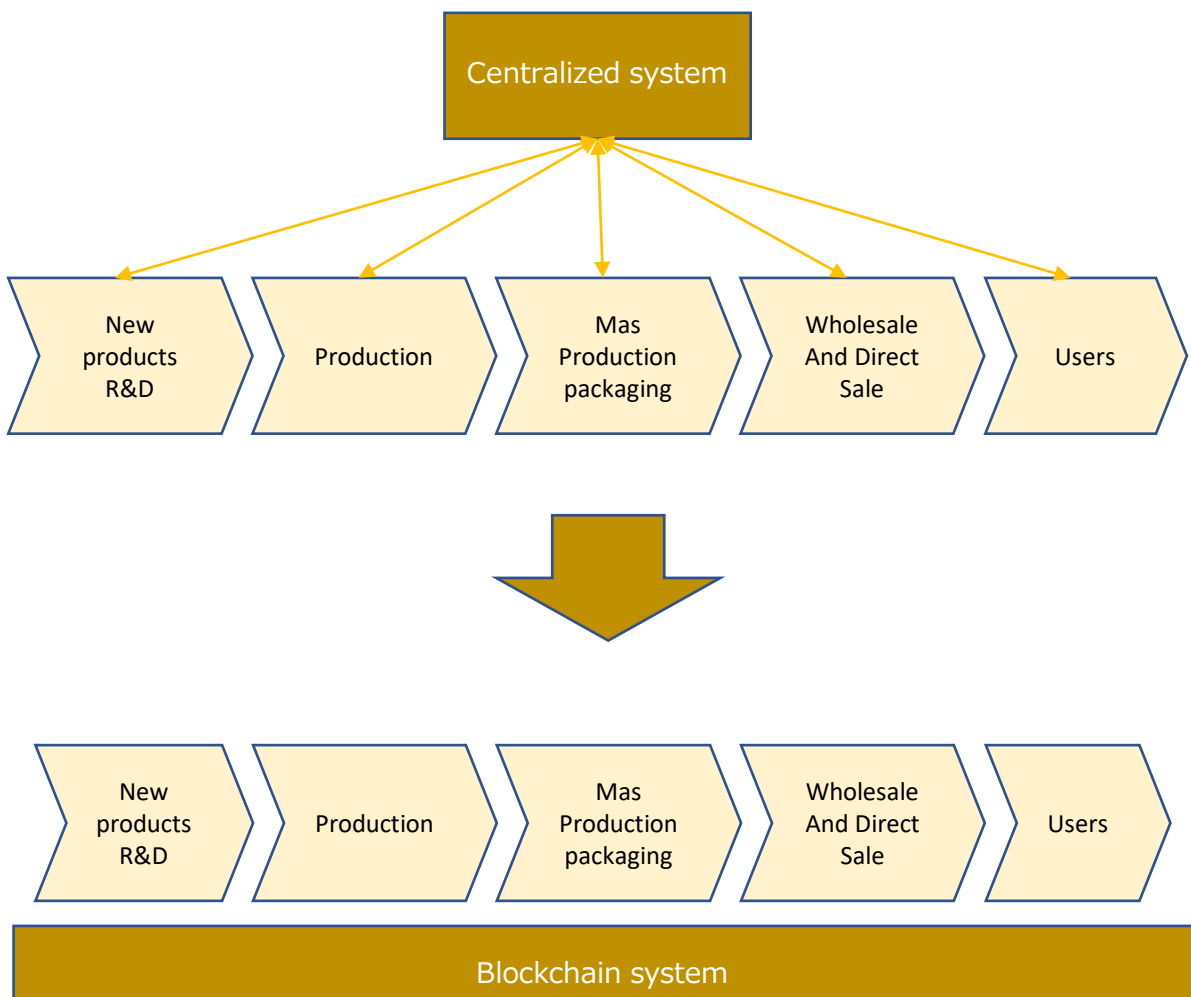 Centralized system
New
products
R&D
Production
Mas
Production
packaging
Wholesale
And Direct
Sale
Users
New
products
R&D
Production
Mas
Production
packaging
Wholesale
And Direct
Sale
Users
Blockchain system